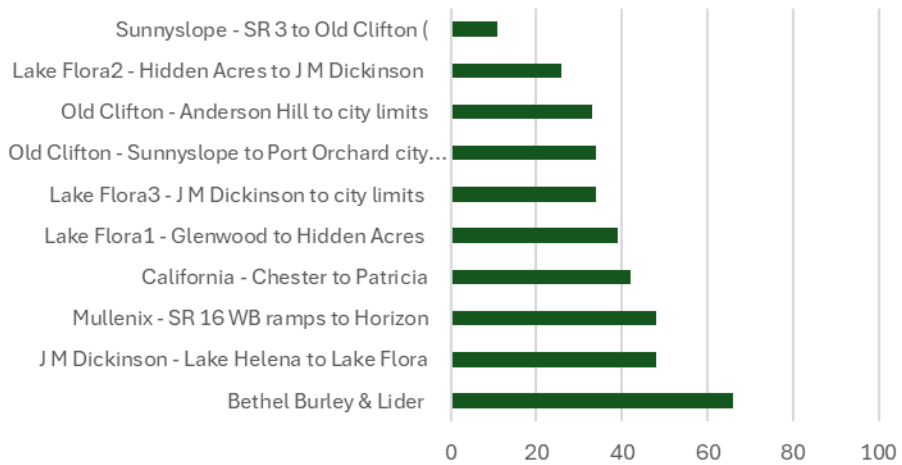 Sunnyslope - SR 3 to Old Clifton (
Lake Flora2 - Hidden Acres to J M Dickinson
Old Clifton - Anderson Hill to city limits
Old Clifton - Sunnyslope to Port Orchard city...
Lake Flora3 - J M Dickinson to city limits
Lake Flora1 - Glenwood to Hidden Acres
California - Chester to Patricia
Mullenix - SR 16 WB ramps to Horizon
J M Dickinson - Lake Helena to Lake Flora
Bethel Burley & Lider
0 20 40 60 80 100